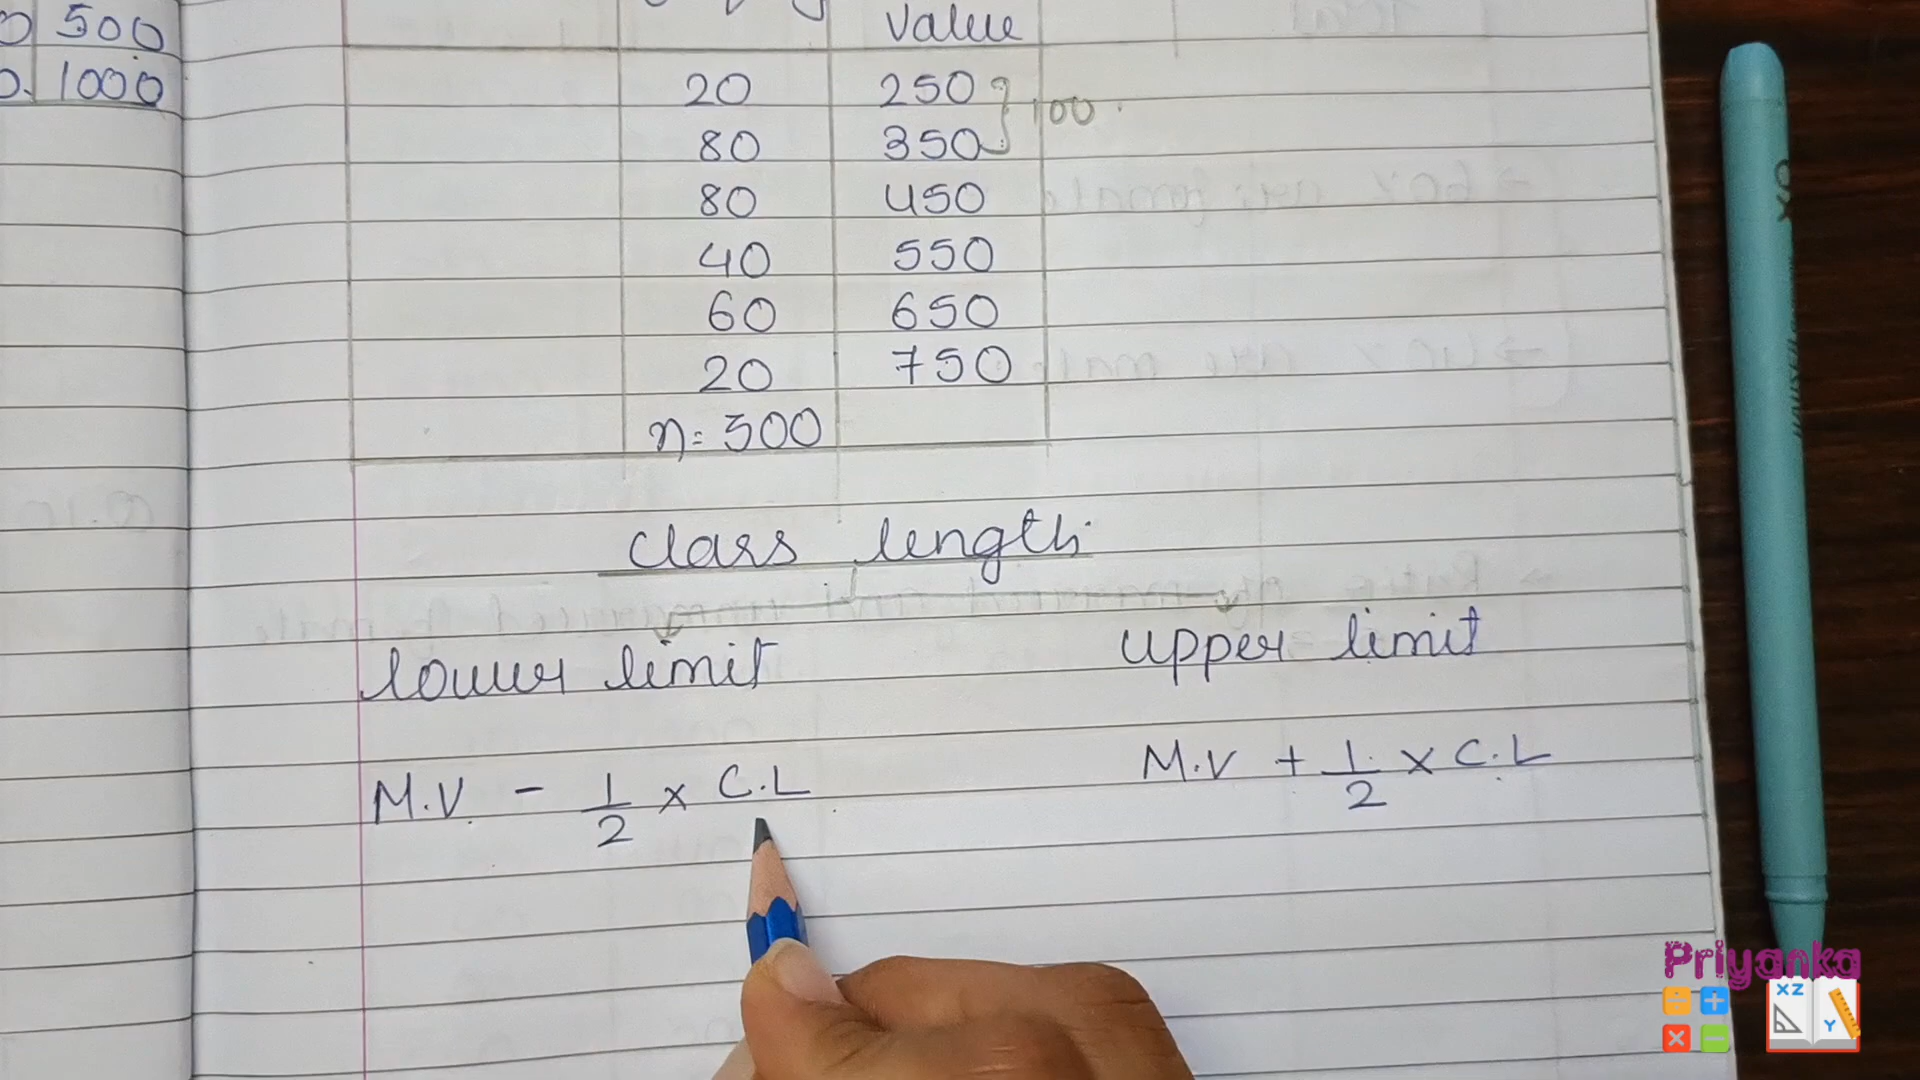 500
1000
value
20 250
80 350
100
80 450
40 550
60 650
20 750
n = 300
class length
lower limit upper limit
M.V - 1/2 x C.L M.V + 1/2 x C.L
Priyanka
XZ
Y